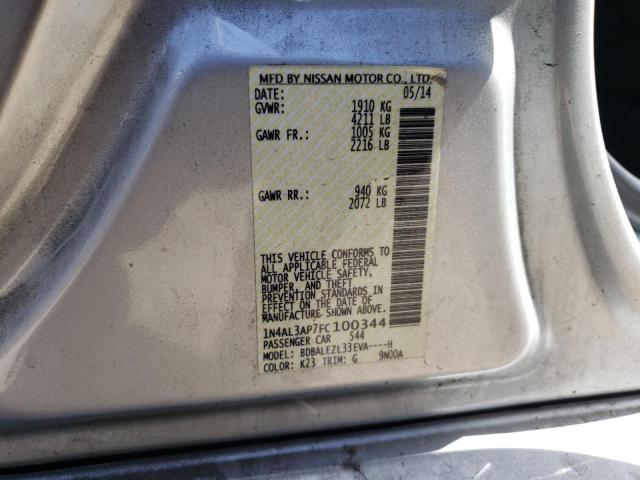 MFD BY NISSAN MOTOR CO., LTD.
DATE: 05/14
GVWR: 1910 KG
4211 LB
GAWR FR.: 1005 KG
2216 LB
GAWR RR.: 940 KG
2072 LB
THIS VEHICLE CONFORMS TO
ALL APPLICABLE FEDERAL
MOTOR VEHICLE SAFETY,
BUMPER, AND THEFT
PREVENTION STANDARDS IN
EFFECT ON THE DATE OF
MANUFACTURE SHOWN ABOVE.
1N4AL3AP7FC100344
PASSENGER CAR 544
MODEL: BDBALEZL33EVA----H
COLOR: K23 TRIM: G 9N00A